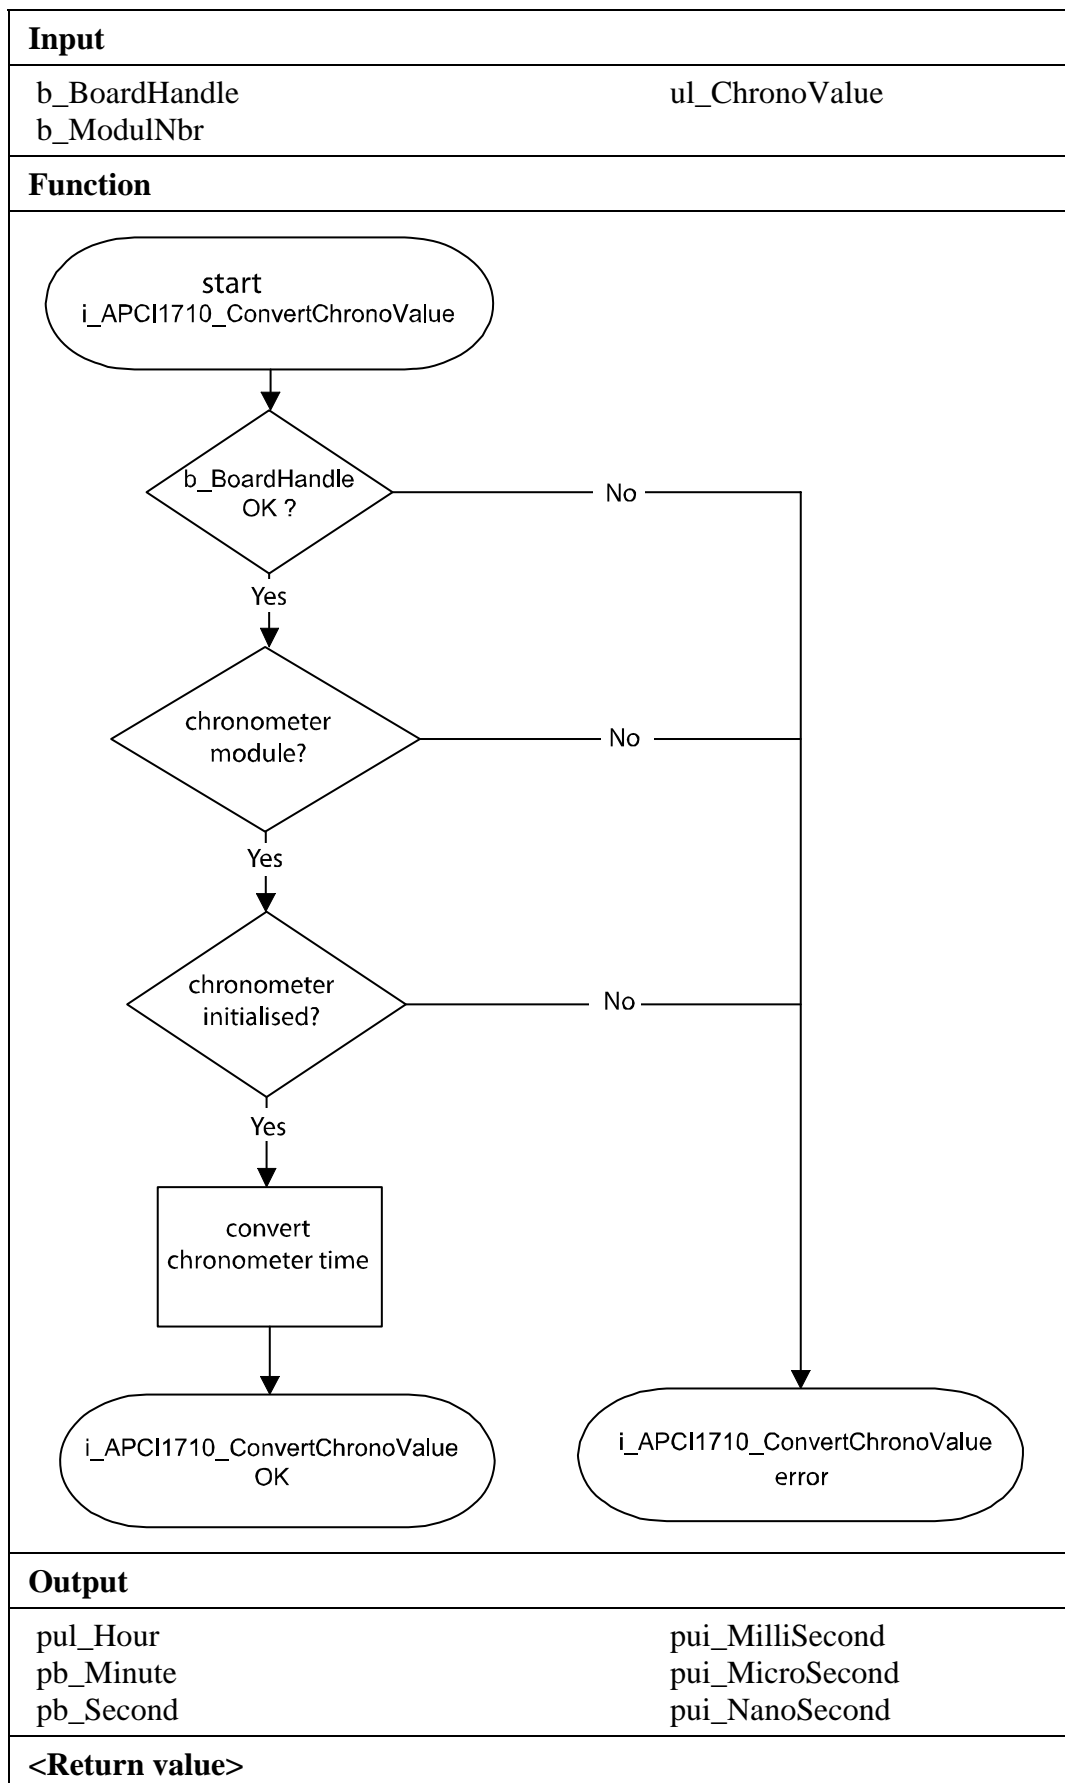 Input
b_BoardHandle ul_ChronoValue
b_ModulNbr
Function
start
i_APCI1710_ConvertChronoValue
b_BoardHandle
OK ?
No
Yes
chronometer
module?
No
Yes
chronometer
initialised?
No
Yes
convert
chronometer time
i_APCI1710_ConvertChronoValue
OK
i_APCI1710_ConvertChronoValue
error
Output
pul_Hour pui_MilliSecond
pb_Minute pui_MicroSecond
pb_Second pui_NanoSecond
<Return value>